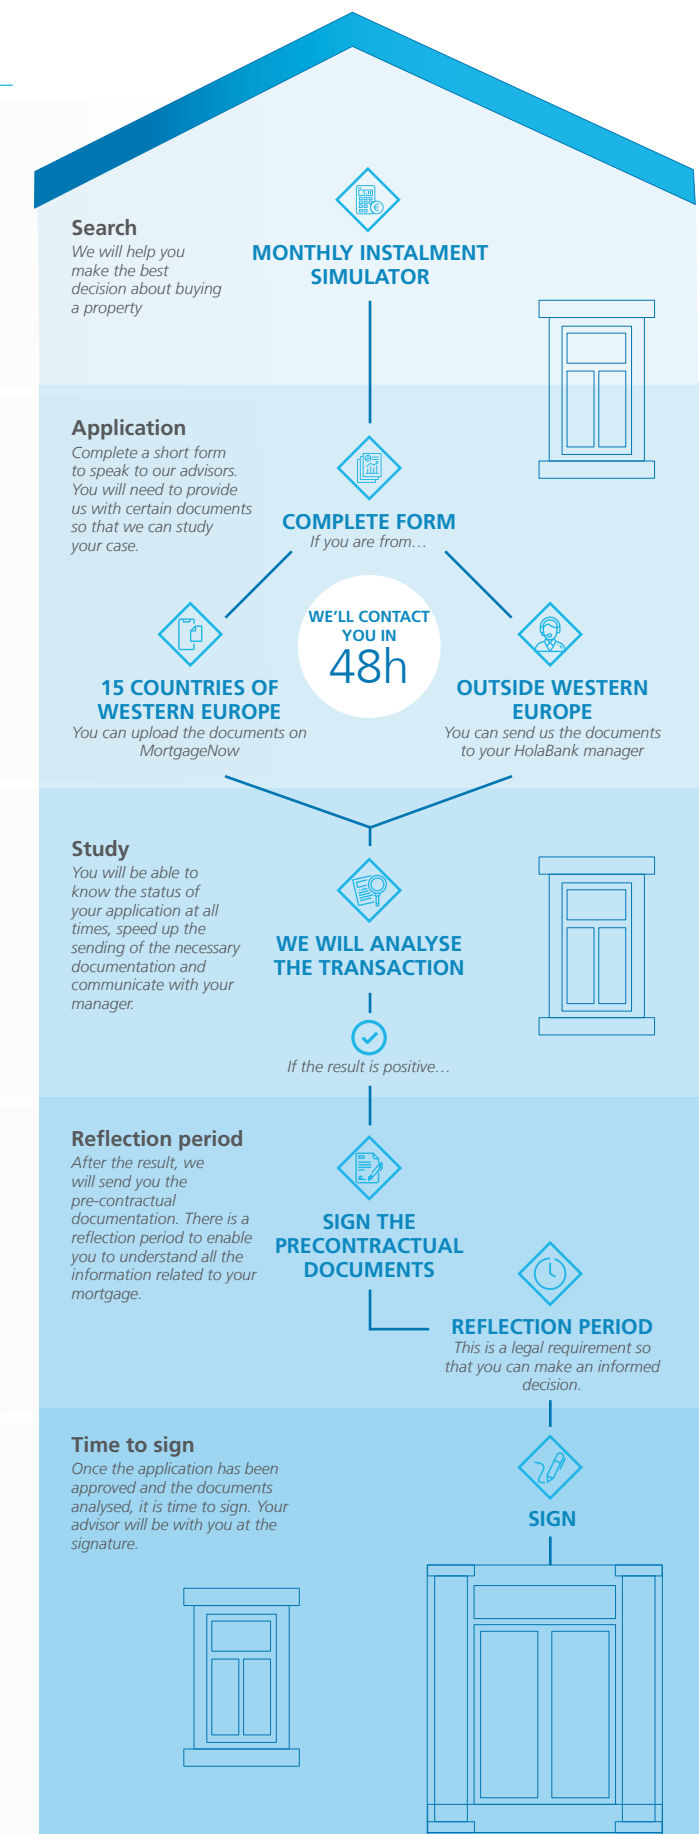 Search
We will help you
make the best
decision about buying
a property
MONTHLY INSTALMENT
SIMULATOR
Application
Complete a short form
to speak to our advisors.
You will need to provide
us with certain documents
so that we can study
your case.
COMPLETE FORM
If you are from…
WE’LL CONTACT
YOU IN
48h
15 COUNTRIES OF
WESTERN EUROPE
You can upload the documents on
MortgageNow
OUTSIDE WESTERN
EUROPE
You can send us the documents
to your HolaBank manager
Study
You will be able to
know the status of
your application at all
times, speed up the
sending of the necessary
documentation and
communicate with your
manager.
WE WILL ANALYSE
THE TRANSACTION
If the result is positive…
Reflection period
After the result, we
will send you the
pre-contractual
documentation. There is a
reflection period to enable
you to understand all the
information related to your
mortgage.
SIGN THE
PRECONTRACTUAL
DOCUMENTS
REFLECTION PERIOD
This is a legal requirement so
that you can make an informed
decision.
Time to sign
Once the application has been
approved and the documents
analysed, it is time to sign. Your
advisor will be with you at the
signature.
SIGN